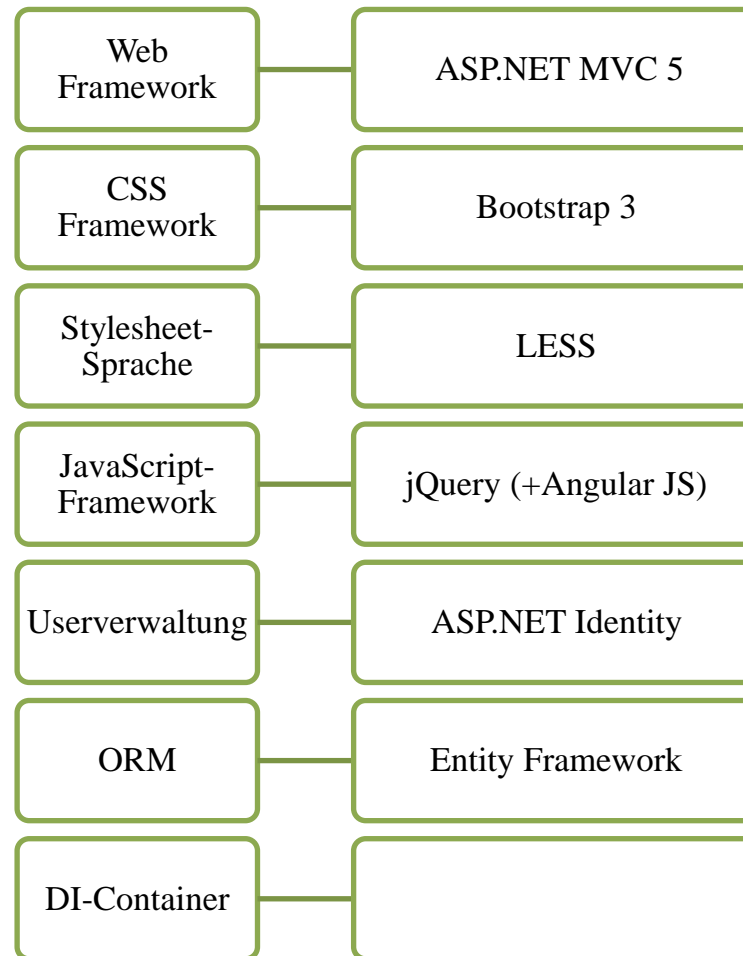 Web
Framework
ASP.NET MVC 5
CSS
Framework
Bootstrap 3
Stylesheet-
Sprache
LESS
JavaScript-
Framework
jQuery (+Angular JS)
Userverwaltung
ASP.NET Identity
ORM
Entity Framework
DI-Container